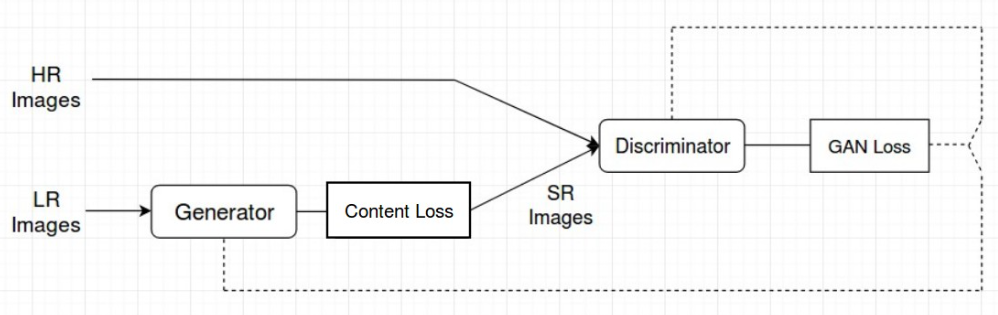 HR
Images
Discriminator
GAN Loss
LR
Images
Generator
Content Loss
SR
Images